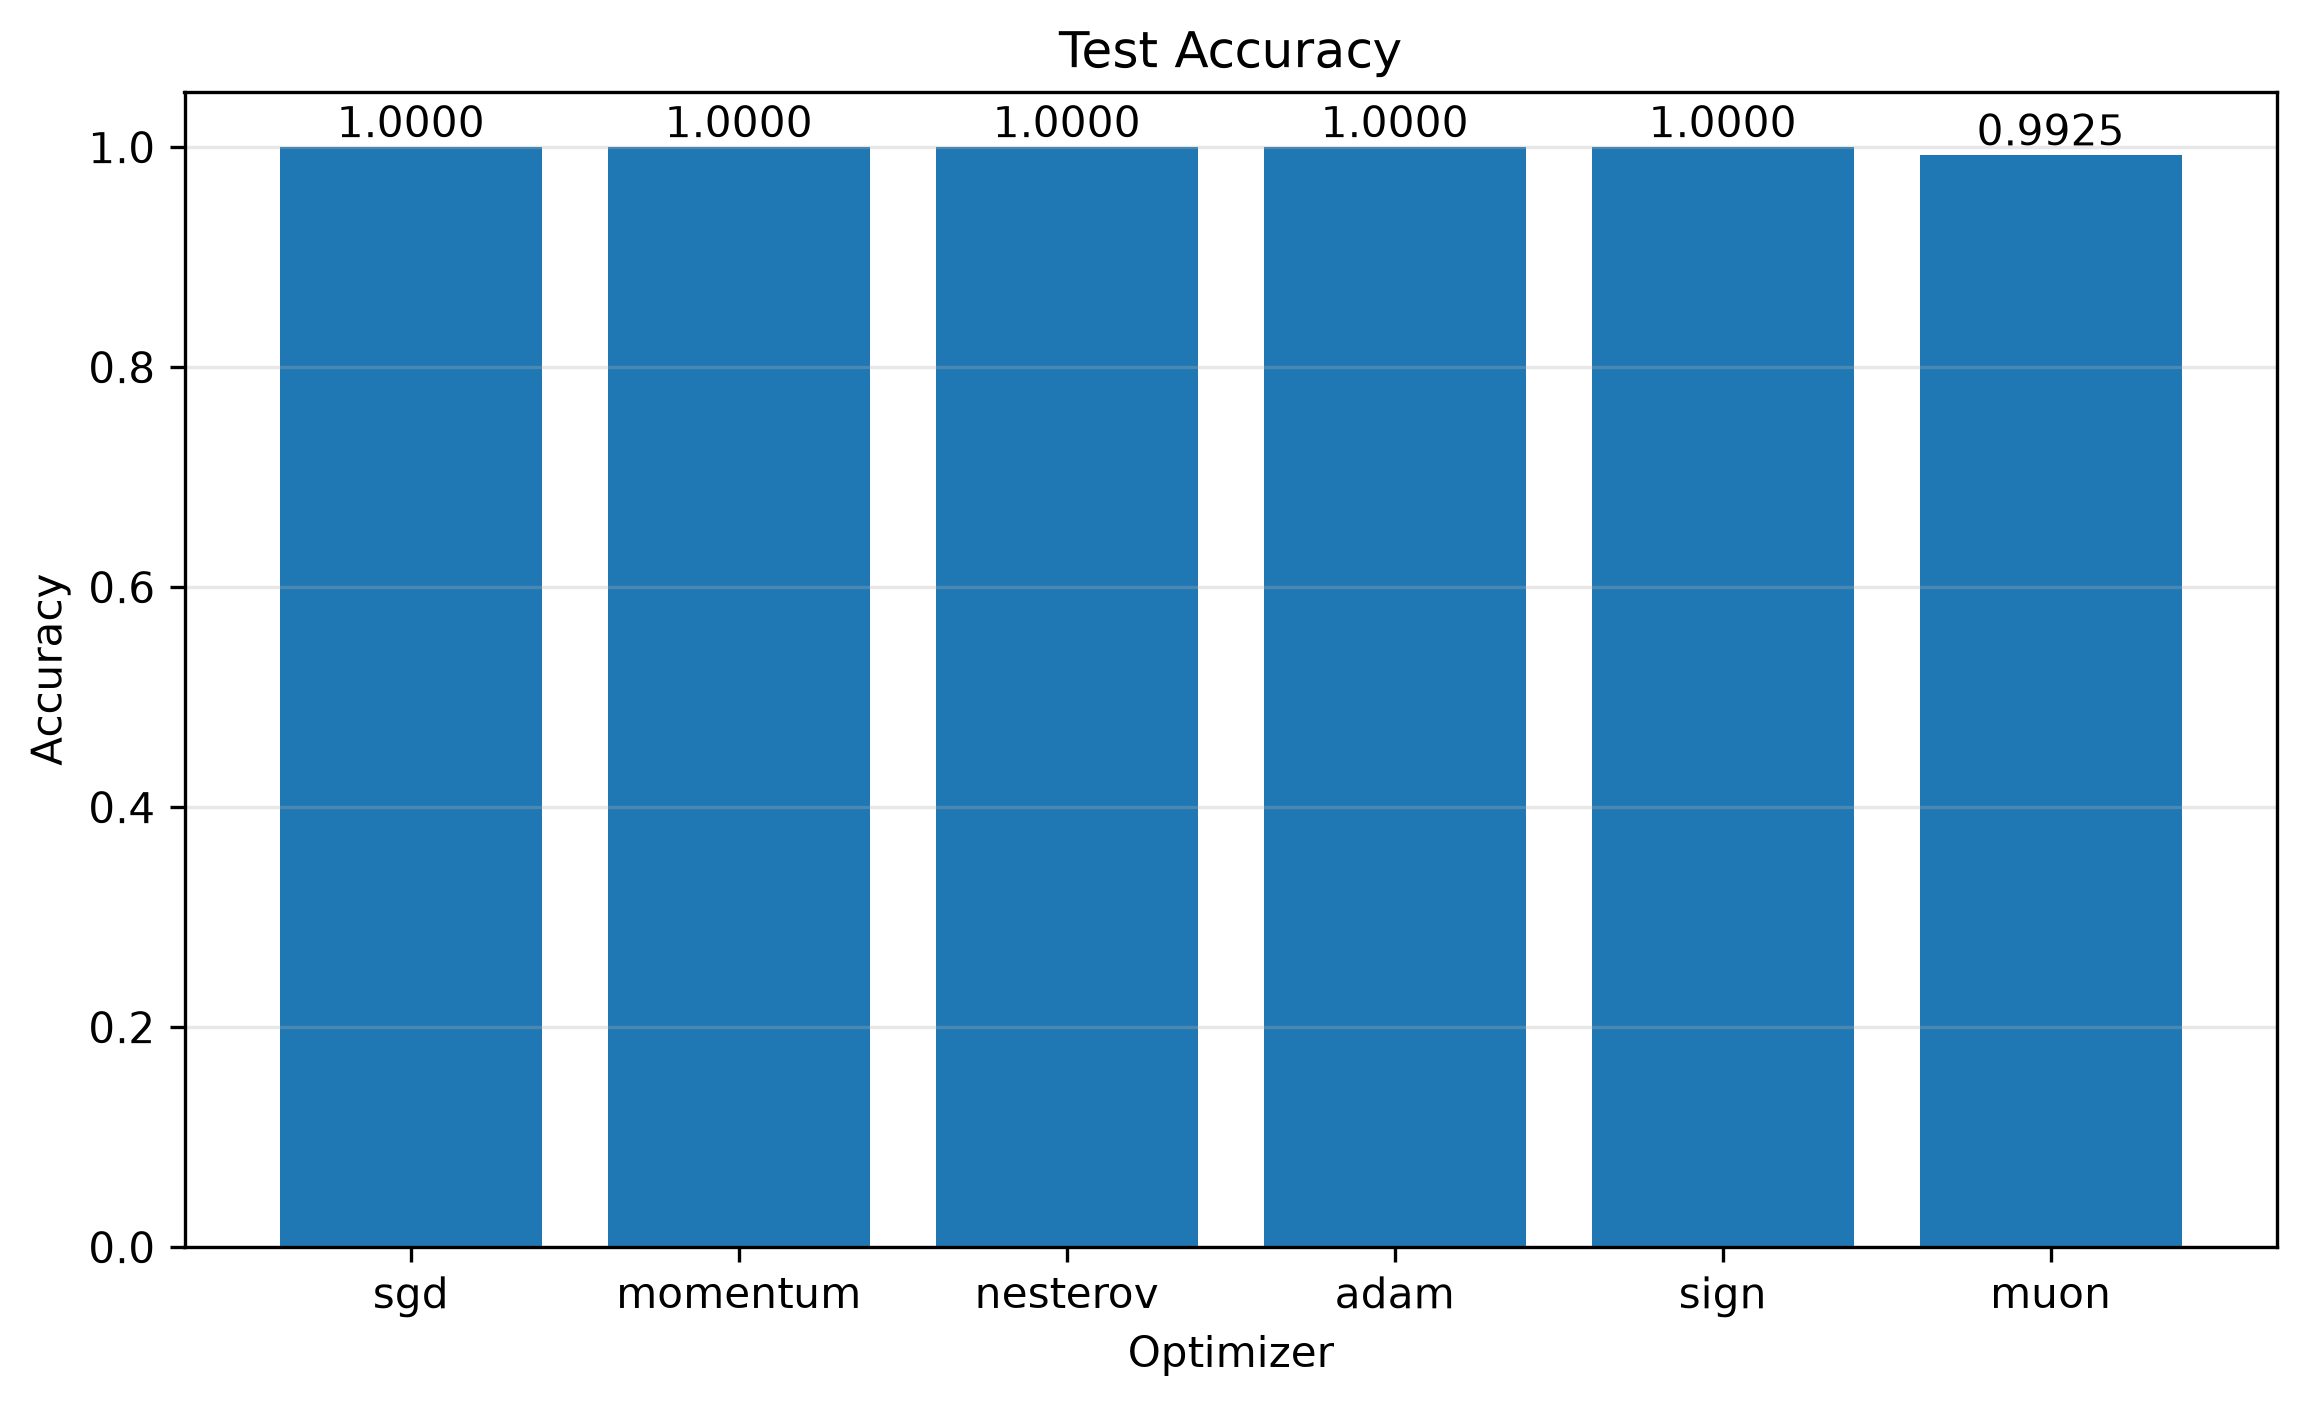 Test Accuracy
1.0000 1.0000 1.0000 1.0000 1.0000 0.9925
1.0
0.8
0.6
0.4
0.2
0.0
Accuracy
sgd momentum nesterov adam sign muon
Optimizer